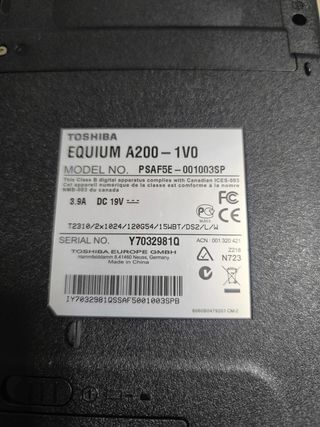 TOSHIBA
EQUIUM A200-1V0
MODEL NO. PSAF5E-001003SP
This Class B digital apparatus complies with Canadian ICES-003
Cet appareil numérique de la classe B est conforme à la norme
NMB-003 du Canada
3.9A DC 19V
T2310/2x1024/120G54/15WBT/DS2/L/W
SERIAL NO. Y7032981Q
ACN : 001 320 421
TOSHIBA EUROPE GMBH
Hammfelddamm 8,41460 Neuss, Germany
Z218
N723
IY7032981QSSAF5001003SPB